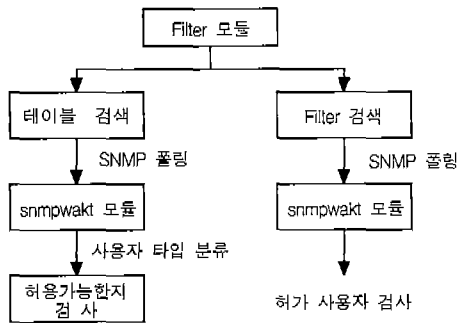 Filter 모듈
테이블 검색
Filter 검색
SNMP 폴링
SNMP 폴링
snmpwakt 모듈
snmpwakt 모듈
사용자 타입 분류
허용가능한지
검 사
허가 사용자 검사